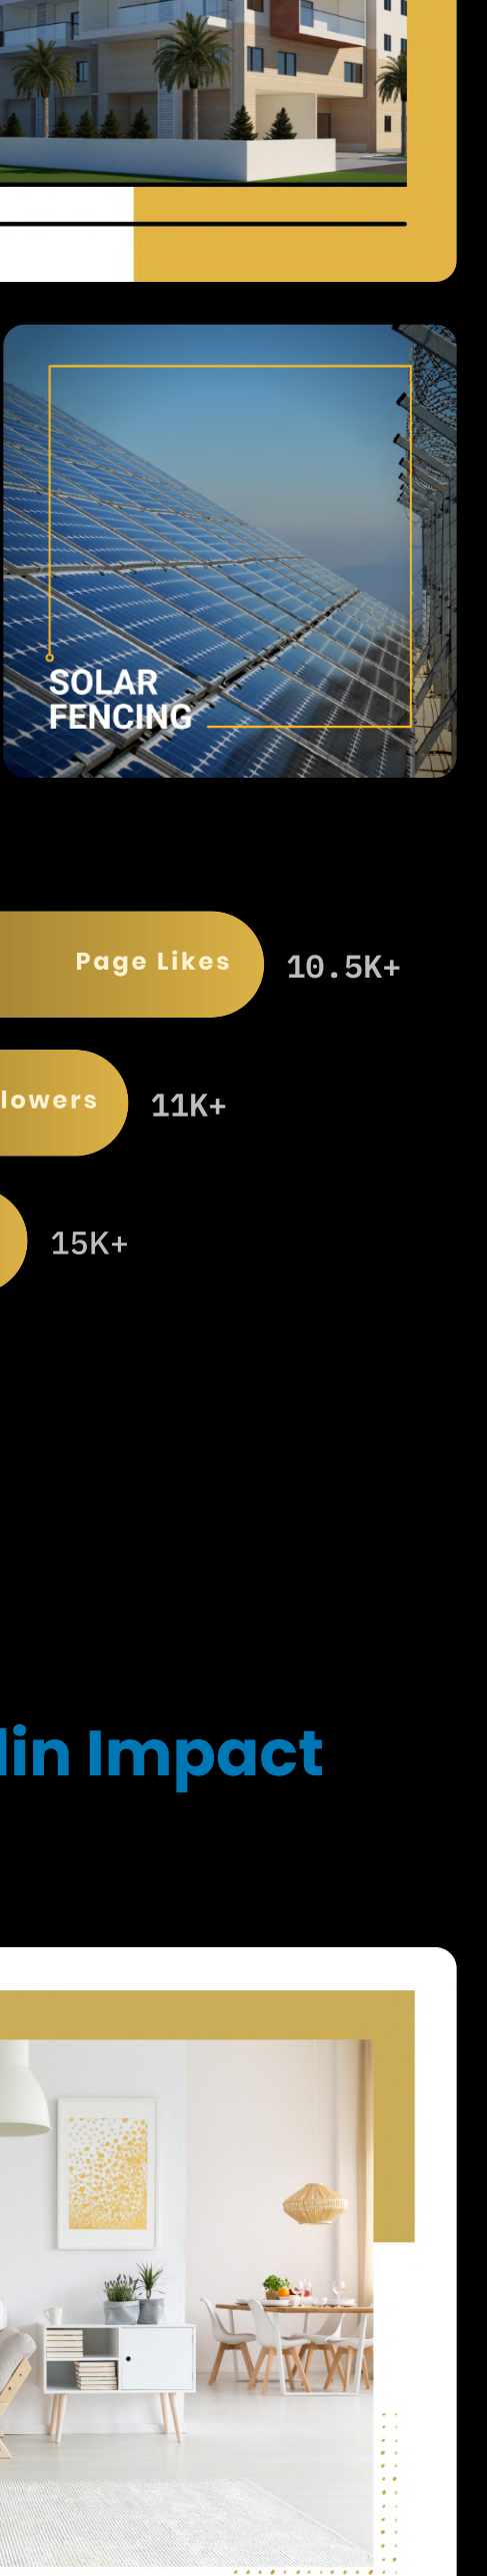 SOLAR
FENCING
Page Likes 10.5K+
lowers 11K+
15K+
lin Impact